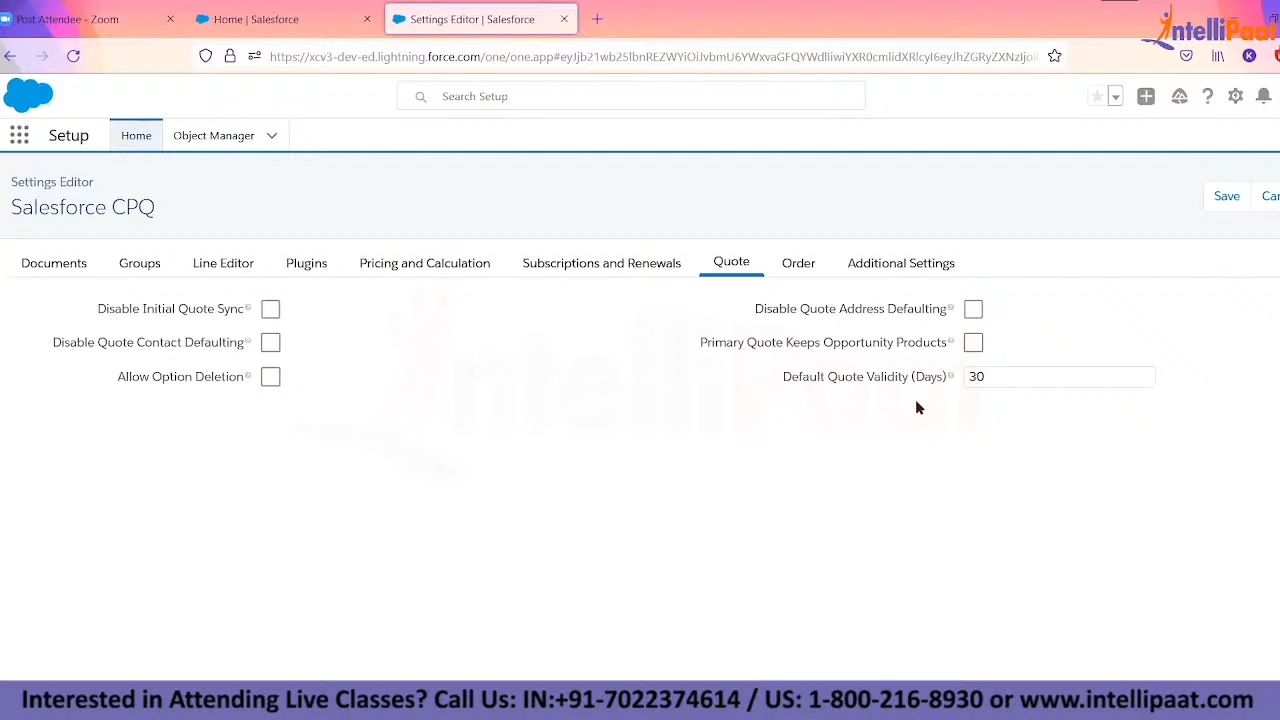 Post Attendee - Zoom
Home | Salesforce
Settings Editor | Salesforce
IntelliPaat
https://xcv3-dev-ed.lightning.force.com/one/one.app#
Search Setup
Setup
Home
Object Manager
Settings Editor
Salesforce CPQ
Save
Documents
Groups
Line Editor
Plugins
Pricing and Calculation
Subscriptions and Renewals
Quote
Order
Additional Settings
Disable Initial Quote Sync
Disable Quote Address Defaulting
Disable Quote Contact Defaulting
Primary Quote Keeps Opportunity Products
Allow Option Deletion
Default Quote Validity (Days)
30
IntelliPaat
Interested in Attending Live Classes? Call Us: IN:+91-7022374614 / US: 1-800-216-8930 or www.intellipaat.com